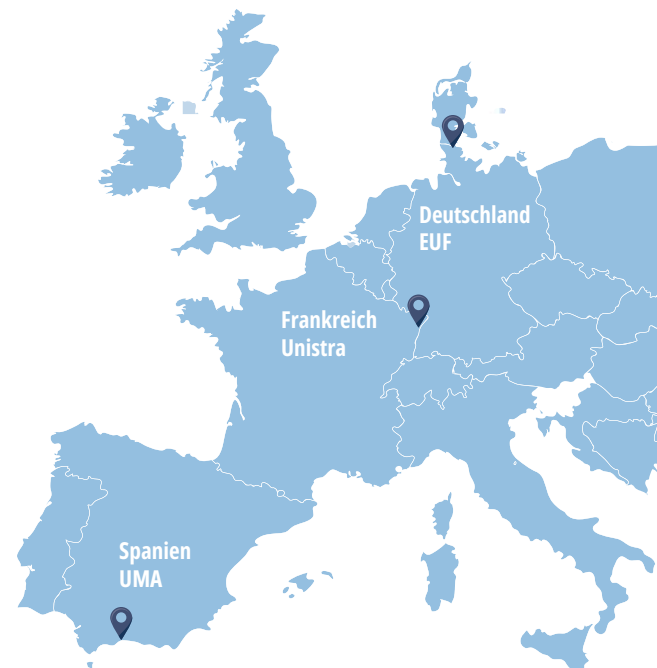 Deutschland
EUF
Frankreich
Unistra
Spanien
UMA